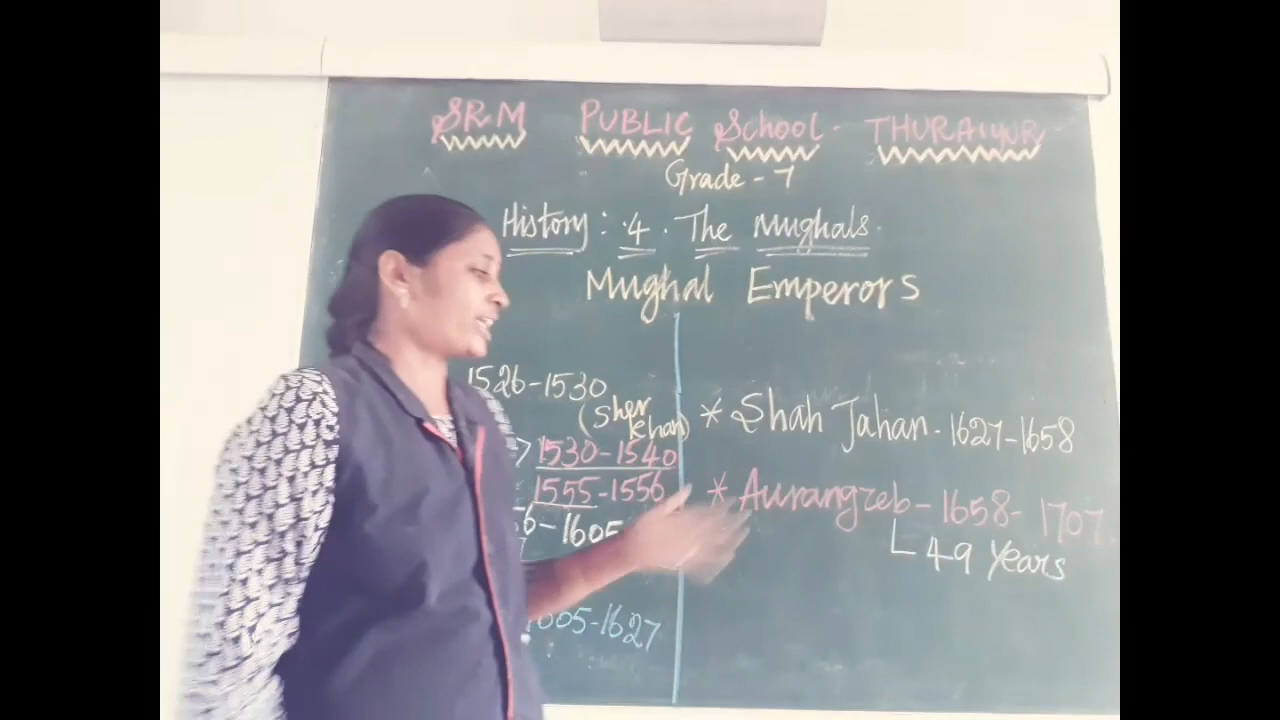 SRM PUBLIC School - THURAIYUR
Grade - 7
History : 4. The Mughals.
Mughal Emperors
1526-1530
(Sher
Khan)
1530-1540
1555-1556
6-1605
1605-1627
* Shah Jahan - 1627-1658
* Aurangzeb - 1658-1707.
49 Years